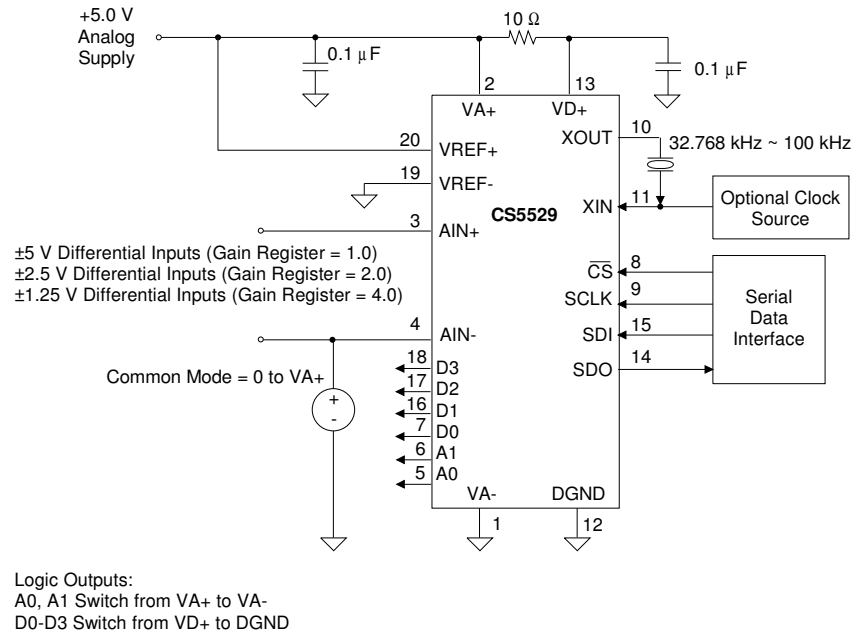 +5.0 V
Analog
Supply
10 Ω
0.1 µF
0.1 µF
2
13
VA+
VD+
20
VREF+
19
VREF-
3
AIN+
CS5529
XOUT
10
32.768 kHz ~ 100 kHz
XIN
11
Optional Clock
Source
±5 V Differential Inputs (Gain Register = 1.0)
±2.5 V Differential Inputs (Gain Register = 2.0)
±1.25 V Differential Inputs (Gain Register = 4.0)
CS
8
SCLK
9
SDI
15
SDO
14
Serial
Data
Interface
4
AIN-
Common Mode = 0 to VA+
+
-
18
D3
17
D2
16
D1
7
D0
6
A1
5
A0
VA-
DGND
1
12
Logic Outputs:
A0, A1 Switch from VA+ to VA-
D0-D3 Switch from VD+ to DGND